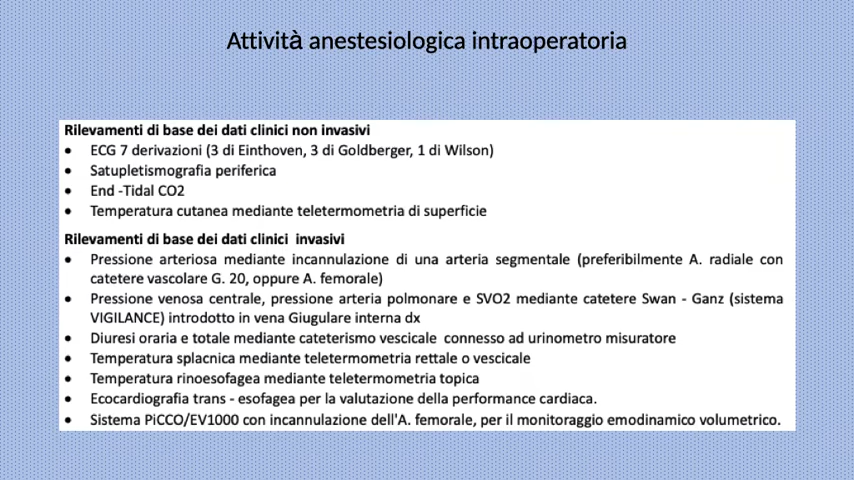 Attività anestesiologica intraoperatoria
Rilevamenti di base dei dati clinici non invasivi
• ECG 7 derivazioni (3 di Einthoven, 3 di Goldberger, 1 di Wilson)
• Satupletismografia periferica
• End -Tidal CO2
• Temperatura cutanea mediante teletermometria di superficie
Rilevamenti di base dei dati clinici invasivi
• Pressione arteriosa mediante incannulazione di una arteria segmentale (preferibilmente A. radiale con
catetere vascolare G. 20, oppure A. femorale)
• Pressione venosa centrale, pressione arteria polmonare e SVO2 mediante catetere Swan - Ganz (sistema
VIGILANCE) introdotto in vena Giugulare interna dx
• Diuresi oraria e totale mediante cateterismo vescicale connesso ad urinometro misuratore
• Temperatura splacnica mediante teletermometria rettale o vescicale
• Temperatura rinoesofagea mediante teletermometria topica
• Ecocardiografia trans - esofagea per la valutazione della performance cardiaca.
• Sistema PiCCO/EV1000 con incannulazione dell'A. femorale, per il monitoraggio emodinamico volumetrico.